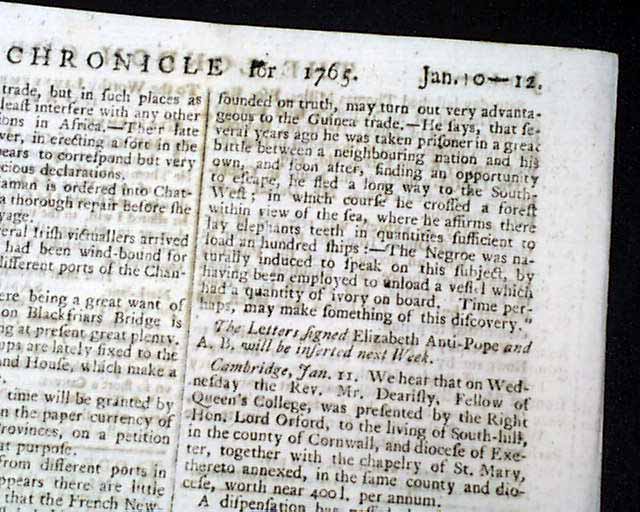 CHRONICLE for 1765. Jan. 10—12.
trade, but in such places as
least interfere with any other
ions in Africa.—Their late
ver, in erecting a fort in the
ears to correspond but very
cious declarations.
aman is ordered into Chat-
a thorough repair before she
yage.
eral Irish victuallers arrived
had been wind-bound for
different ports of the Chan-
ere being a great want of
on Blackfriars Bridge is
ng at present great plenty.
ups are lately fixed to the
and House, which make a
time will be granted by
n the paper currency of
rovinces, on a petition
at purpose.
from different ports in
ppears there are little
that the French New-
founded on truth, may turn out very advanta-
geous to the Guinea trade.—He says, that se-
veral years ago he was taken prisoner in a great
battle between a neighbouring nation and his
own, and soon after, finding an opportunity
to escape, he fled a long way to the South-
West; in which course he crossed a forest
within view of the sea, where he affirms there
lay elephants teeth in quantities sufficient to
load an hundred ships:—The Negroe was na-
turally induced to speak on this subject, by
having been employed to unload a vessel which
had a quantity of ivory on board. Time per-
haps, may make something of this discovery."
The Letters signed Elizabeth Anti-Pope and
A. B. will be inserted next Week.
Cambridge, Jan. 11. We hear that on Wed-
nesday the Rev. Mr. Dearsly, Fellow of
Queen's College, was presented by the Right
Hon. Lord Orford, to the living of South-hill,
in the county of Cornwall, and diocese of Exe-
ter, together with the chapelry of St. Mary,
thereto annexed, in the same county and dio-
cese, worth near 400 l. per annum.
A dispensation has